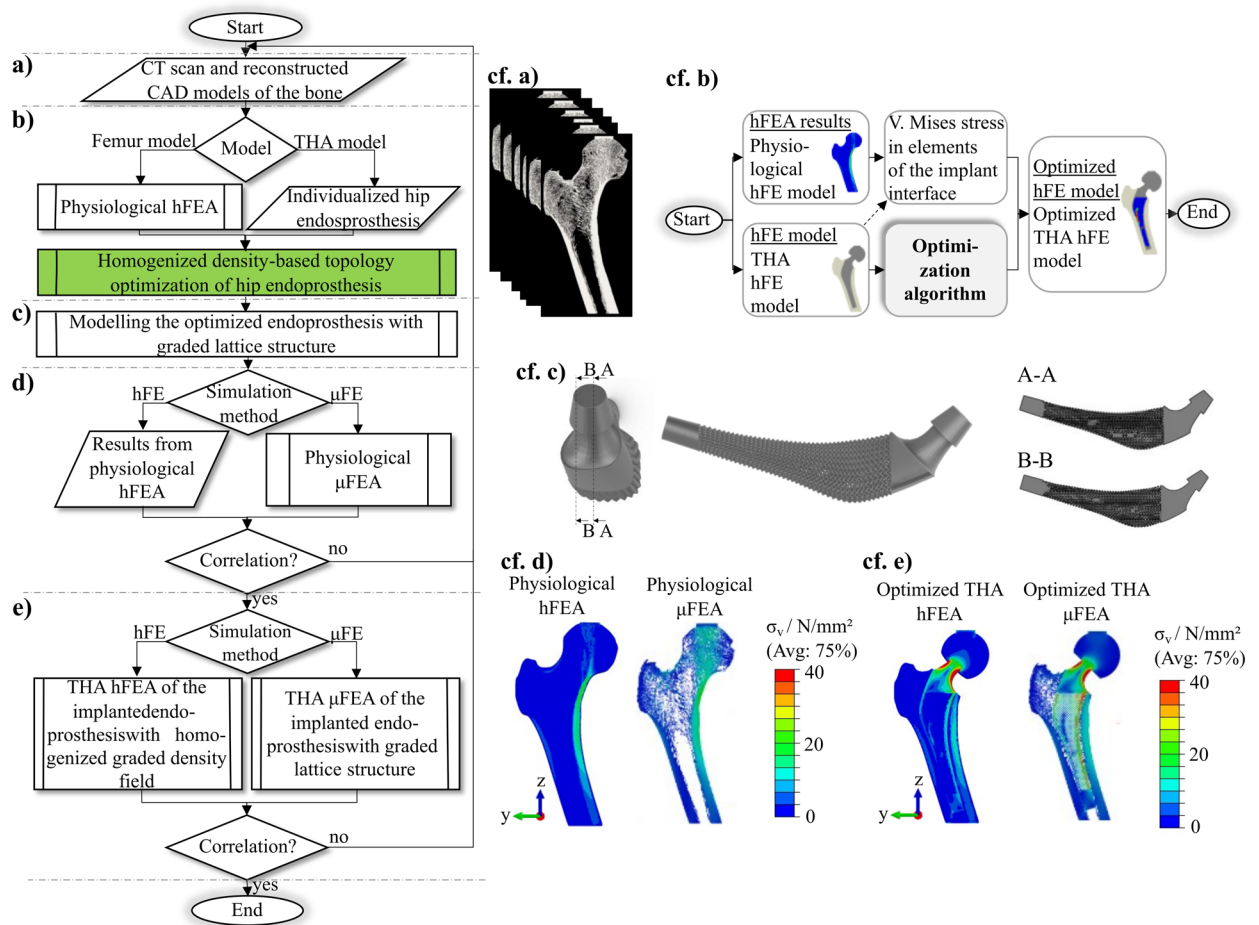 Start
a)
CT scan and reconstructed
CAD models of the bone
b)
Femur model
Model
THA model
Physiological hFEA
Individualized hip
endosprosthesis
Homogenized density-based topology
optimization of hip endoprosthesis
c)
Modelling the optimized endoprosthesis with
graded lattice structure
d)
hFE
Simulation
method
μFE
Results from
physiological
hFEA
Physiological
μFEA
Correlation?
no
yes
e)
hFE
Simulation
method
μFE
THA hFEA of the
implantedendo-
prosthesiswith homo-
genized graded density
field
THA μFEA of the
implanted endo-
prosthesiswith graded
lattice structure
Correlation?
no
yes
End
cf. a)
cf. b)
Start
hFEA results
Physio-
logical
hFE model
V. Mises stress
in elements
of the implant
interface
hFE model
THA
hFE
model
Optimi-
zation
algorithm
Optimized
hFE model
Optimized
THA hFE
model
End
cf. c)
B A
B A
A-A
B-B
cf. d)
Physiological
hFEA
Physiological
μFEA
σv / N/mm²
(Avg: 75%)
40
20
0
z
y
cf. e)
Optimized THA
hFEA
Optimized THA
μFEA
σv / N/mm²
(Avg: 75%)
40
20
0
z
y